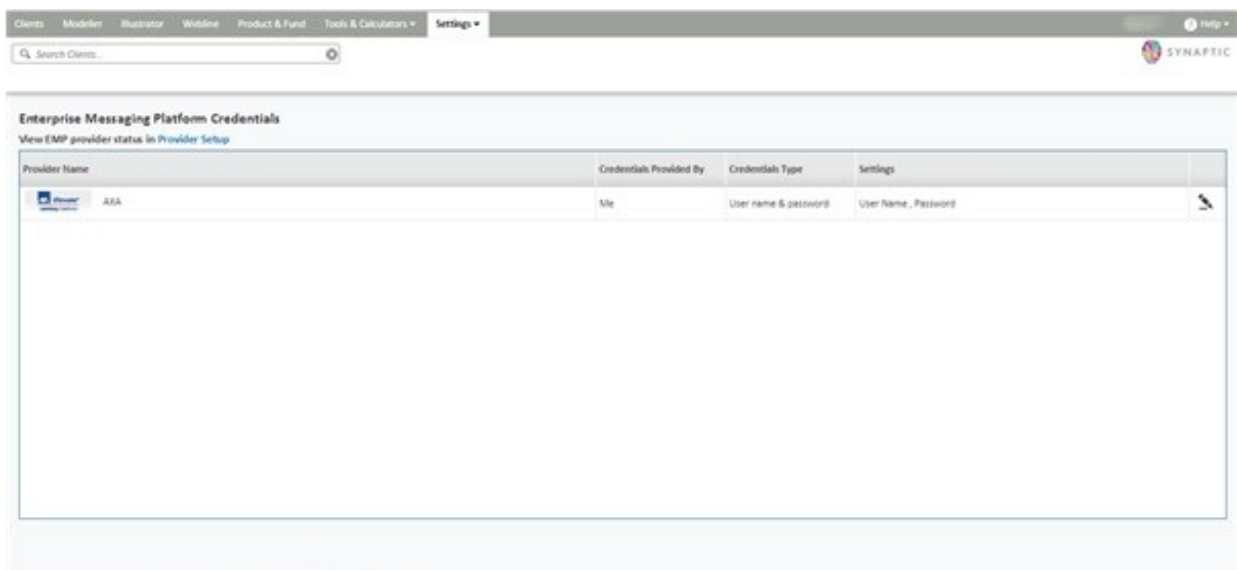 Clients Modeller Illustrator Webline Product & Fund Tools & Calculators Settings Help
Search Clients...
SYNAPTIC
Enterprise Messaging Platform Credentials
View EMP provider status in Provider Setup
Provider Name Credentials Provided By Credentials Type Settings
AXA Me User name & password User Name , Password